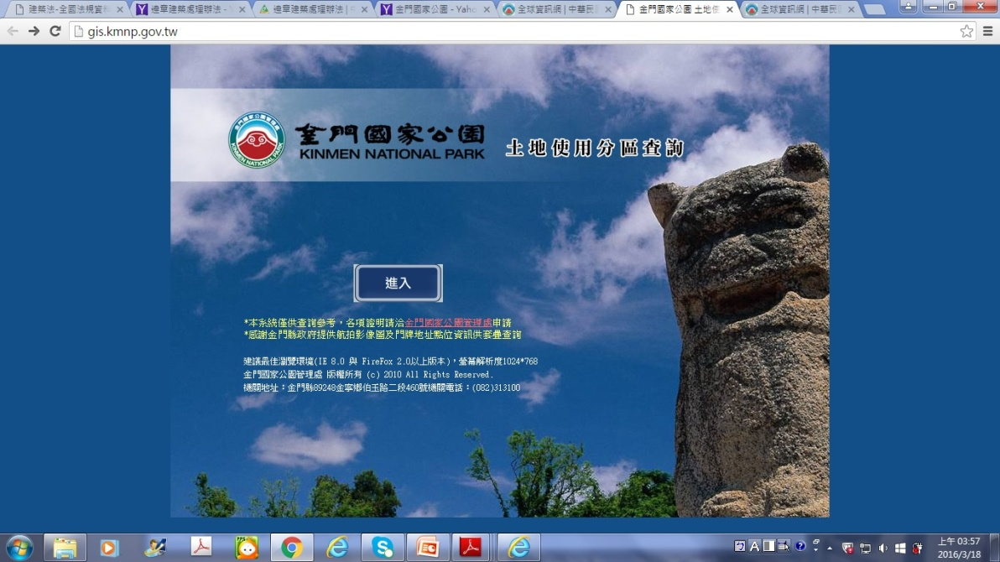 建築法-全國法規資
違章建築處理辦法 -
違章建築處理辦法 |
金門國家公園 - Yaho
全球資訊網 | 中華民
金門國家公園 土地使
全球資訊網 | 中華民
gis.kmnp.gov.tw
金門國家公園
KINMEN NATIONAL PARK
土地使用分區查詢
進入
*本系統僅供查詢參考，各項證明請洽金門國家公園管理處申請
*感謝金門縣政府提供航拍影像圖及門牌地址點位資訊供套疊查詢
建議最佳瀏覽環境(IE 8.0 與 FireFox 2.0以上版本)，螢幕解析度1024*768
金門國家公園管理處 版權所有 (c) 2010 All Rights Reserved.
機關地址：金門縣89248金寧鄉伯玉路二段460號機關電話：(082)313100
上午 03:57
2016/3/18